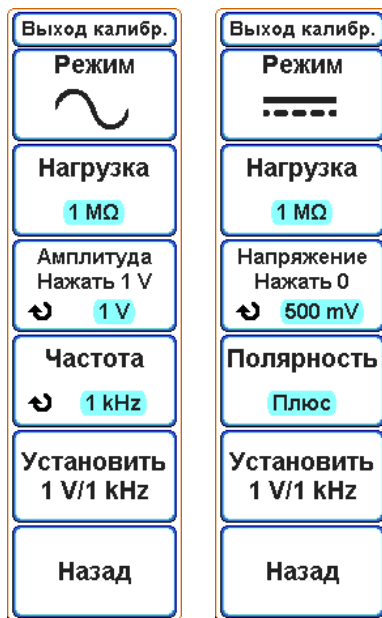 Выход калибр.
Режим
Нагрузка
1 MΩ
Амплитуда
Нажать 1 V
1 V
Частота
1 kHz
Установить
1 V/1 kHz
Назад
Выход калибр.
Режим
Нагрузка
1 MΩ
Напряжение
Нажать 0
500 mV
Полярность
Плюс
Установить
1 V/1 kHz
Назад